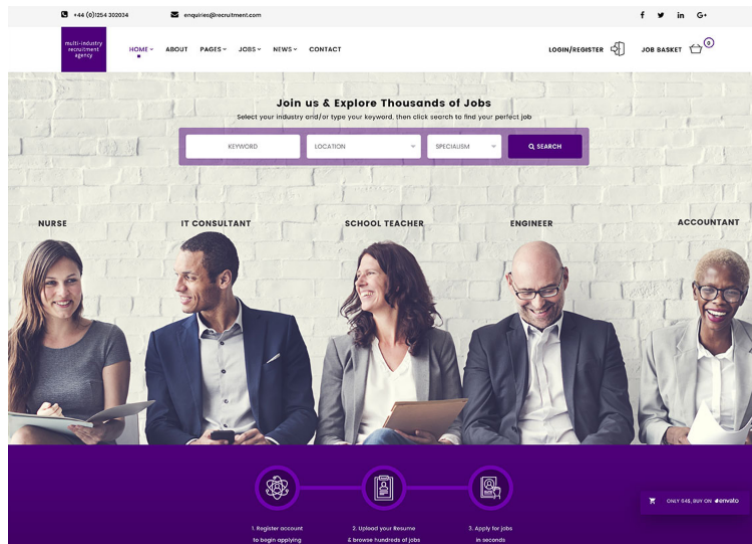 +44 (0)1254 202034
enquiries@recruitment.com
multi-industry
recruitment
agency
HOME
ABOUT
PAGES
JOBS
NEWS
CONTACT
LOGIN/REGISTER
JOB BASKET
0
Join us & Explore Thousands of Jobs
Select your industry and/or type your keyword, then click search to find your perfect job
KEYWORD
LOCATION
SPECIALISM
SEARCH
NURSE
IT CONSULTANT
SCHOOL TEACHER
ENGINEER
ACCOUNTANT
ONLY 64$, BUY ON envato
1. Register account
to begin applying
2. Upload your Resume
& browse hundreds of jobs
3. Apply for jobs
in seconds